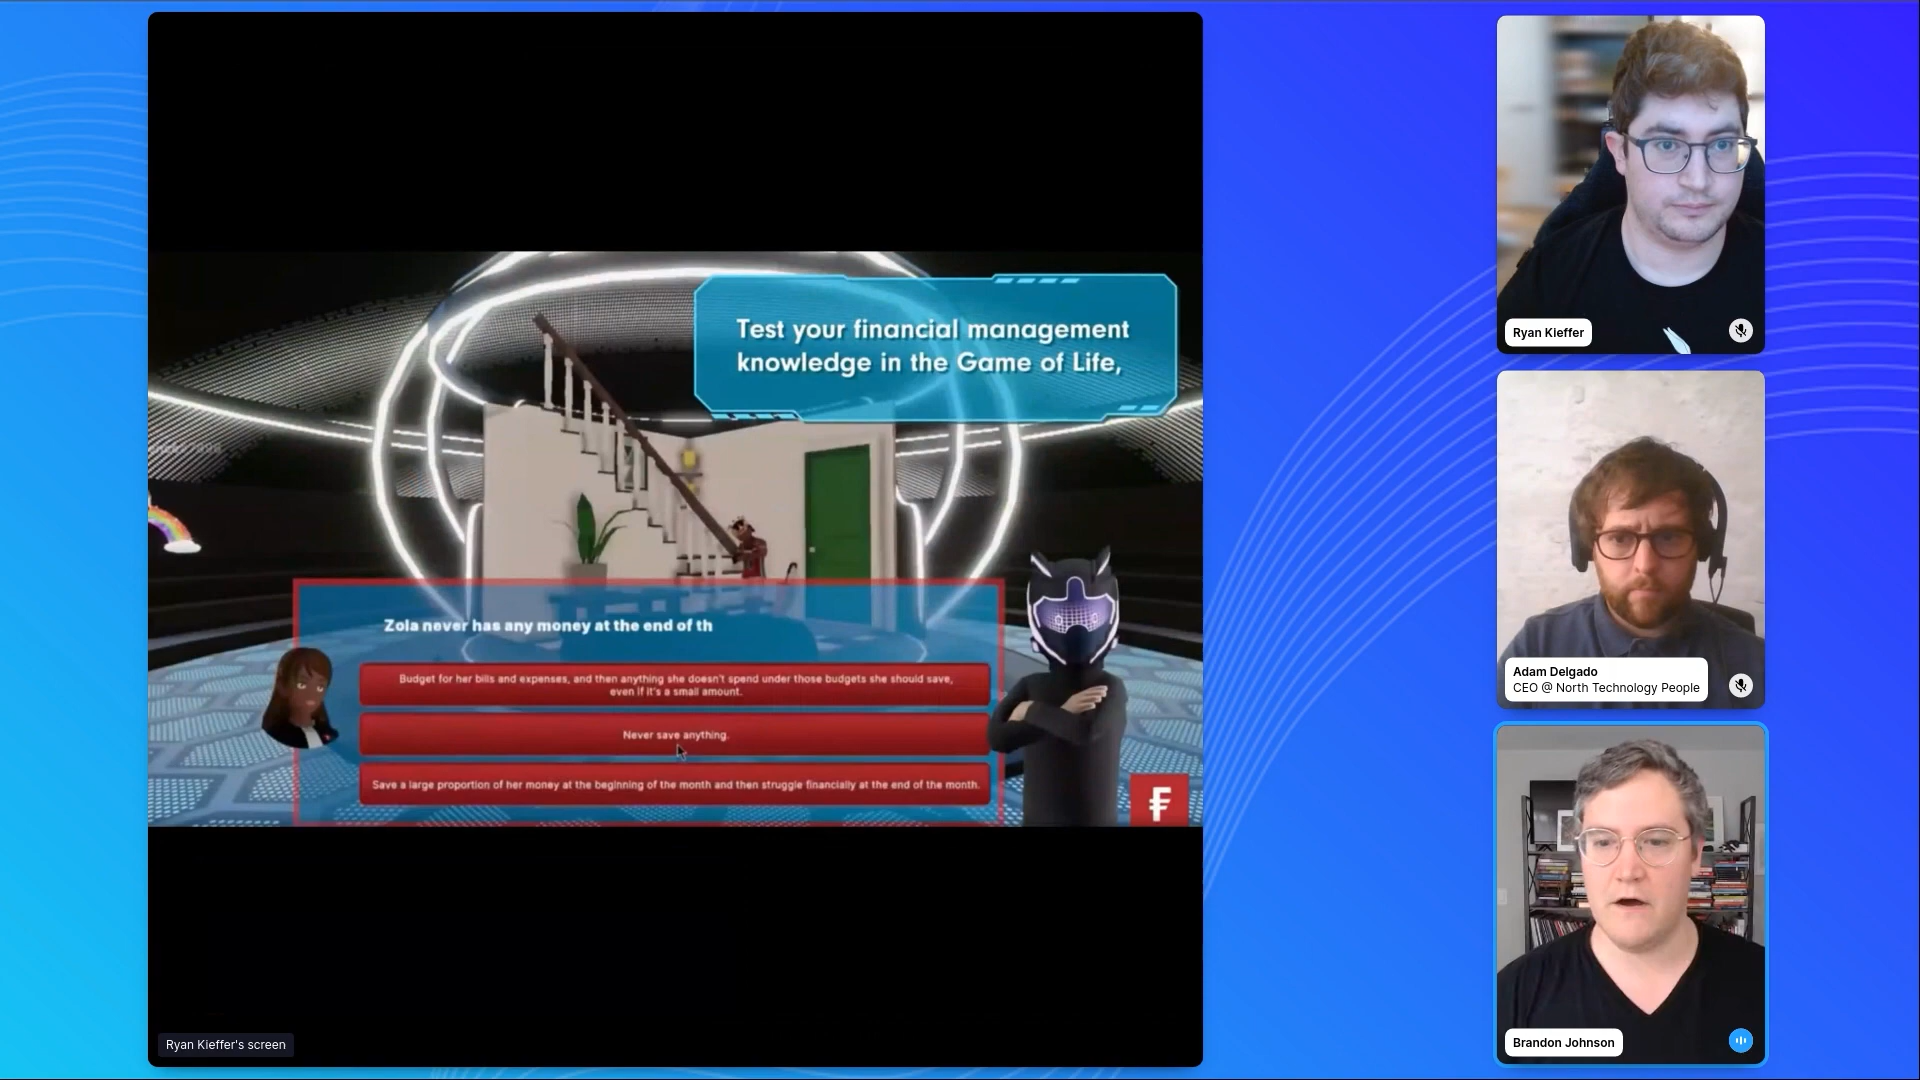 Test your financial management
knowledge in the Game of Life,
Zola never has any money at the end of th
Budget for her bills and expenses, and then anything she doesn't spend under those budgets she should save,
even if it's a small amount.
Never save anything.
Save a large proportion of her money at the beginning of the month and then struggle financially at the end of the month.
Ryan Kieffer's screen
Ryan Kieffer
Adam Delgado
CEO @ North Technology People
Brandon Johnson